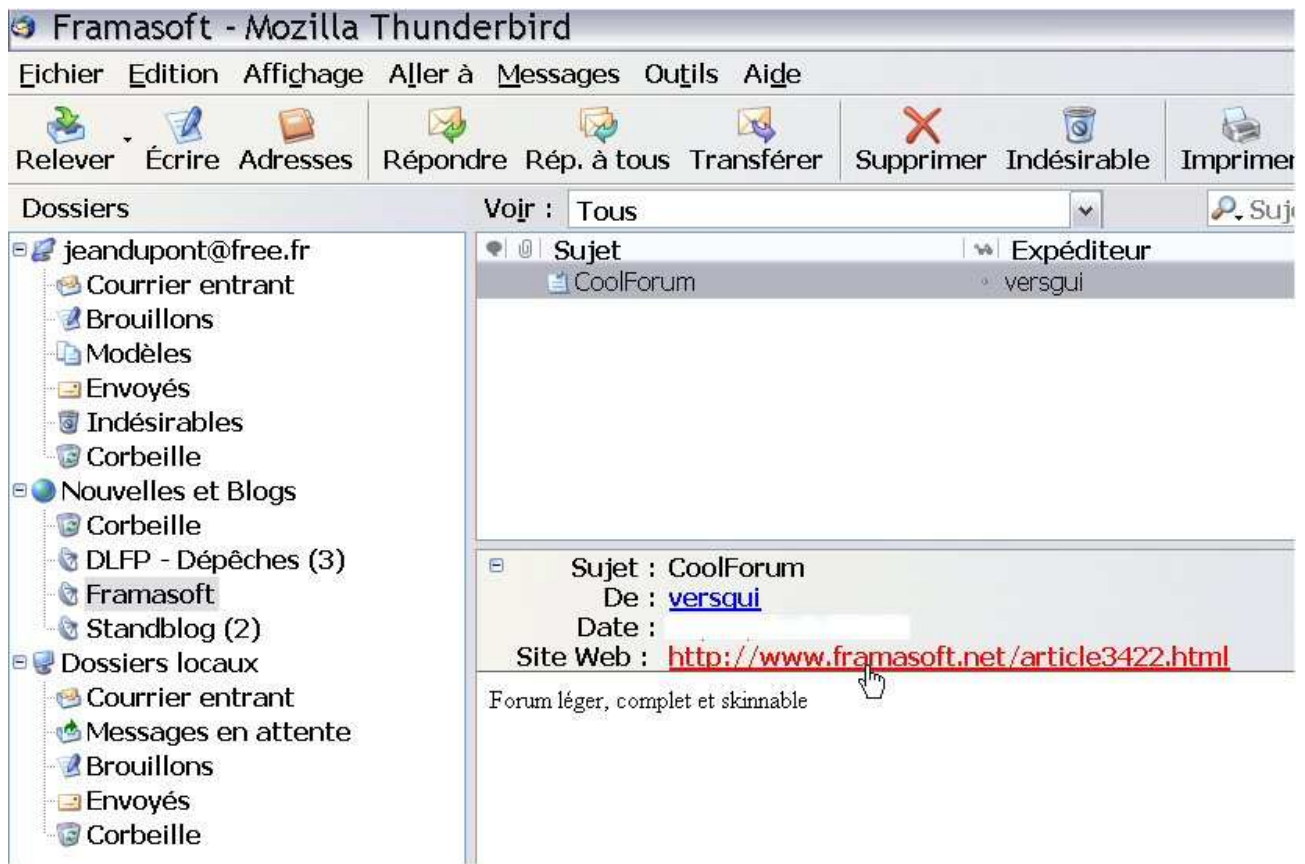 Framasoft - Mozilla Thunderbird
Fichier Edition Affichage Aller à Messages Outils Aide
Relever Écrire Adresses Répondre Rép. à tous Transférer Supprimer Indésirable Imprimer
Dossiers
Voir : Tous
Suje
jeandupont@free.fr
Courrier entrant
Brouillons
Modèles
Envoyés
Indésirables
Corbeille
Nouvelles et Blogs
Corbeille
DLFP - Dépêches (3)
Framasoft
Standblog (2)
Dossiers locaux
Courrier entrant
Messages en attente
Brouillons
Envoyés
Corbeille
Sujet Expéditeur
CoolForum versgui
Sujet : CoolForum
De : versgui
Date :
Site Web : http://www.framasoft.net/article3422.html
Forum léger, complet et skinnable